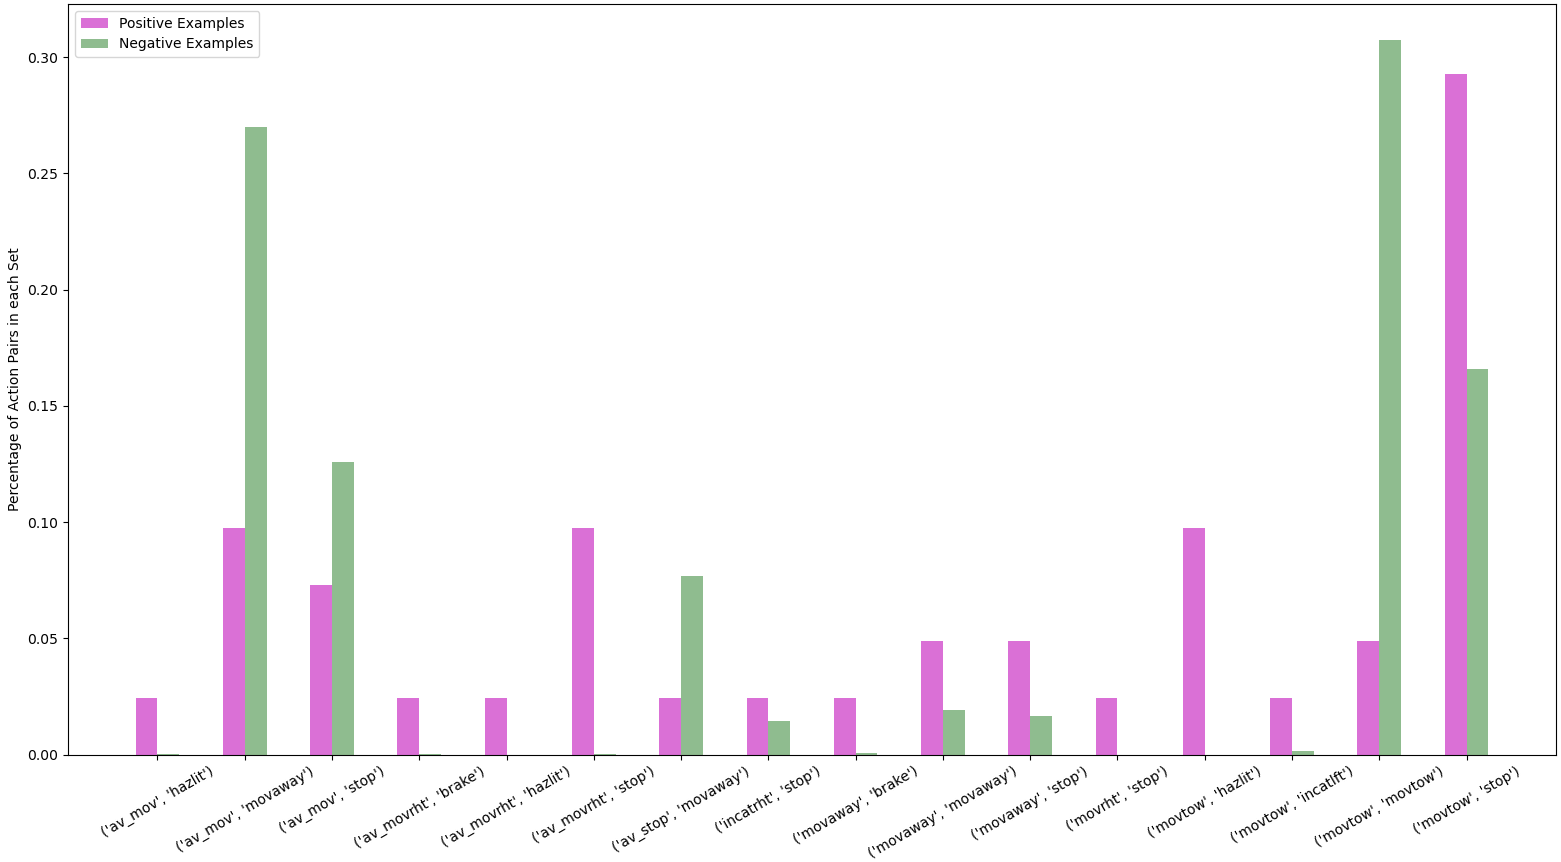 Positive Examples
Negative Examples
Percentage of Action Pairs in each Set
0.30
0.25
0.20
0.15
0.10
0.05
0.00
('av_mov', 'hazlit')
('av_mov', 'movaway')
('av_mov', 'stop')
('av_movrht', 'brake')
('av_movrht', 'hazlit')
('av_movrht', 'stop')
('av_stop', 'movaway')
('incatrht', 'stop')
('movaway', 'brake')
('movaway', 'movaway')
('movaway', 'stop')
('movrht', 'stop')
('movtow', 'hazlit')
('movtow', 'incatlft')
('movtow', 'movtow')
('movtow', 'stop')